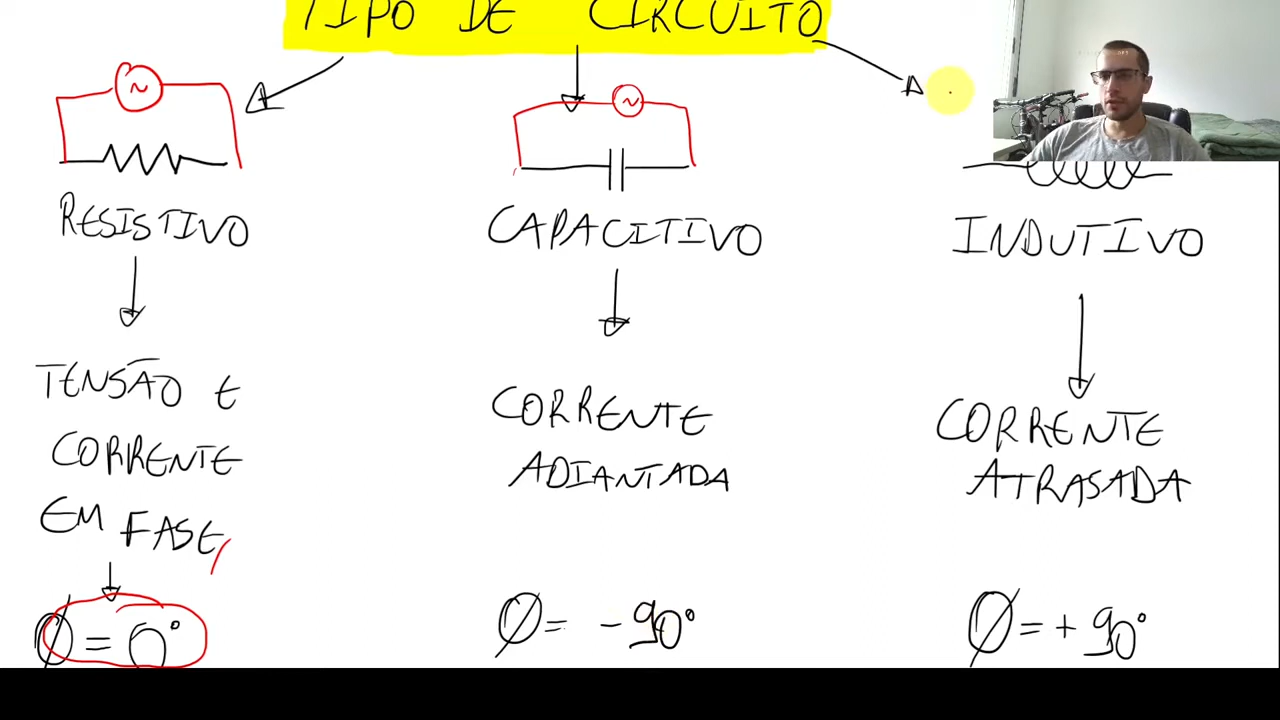 TIPO DE CIRCUITO
RESISTIVO
TENSÃO E
CORRENTE
EM FASE
Ø = 0°
CAPACITIVO
CORRENTE
ADIANTADA
Ø = - 90°
INDUTIVO
CORRENTE
ATRASADA
Ø = + 90°